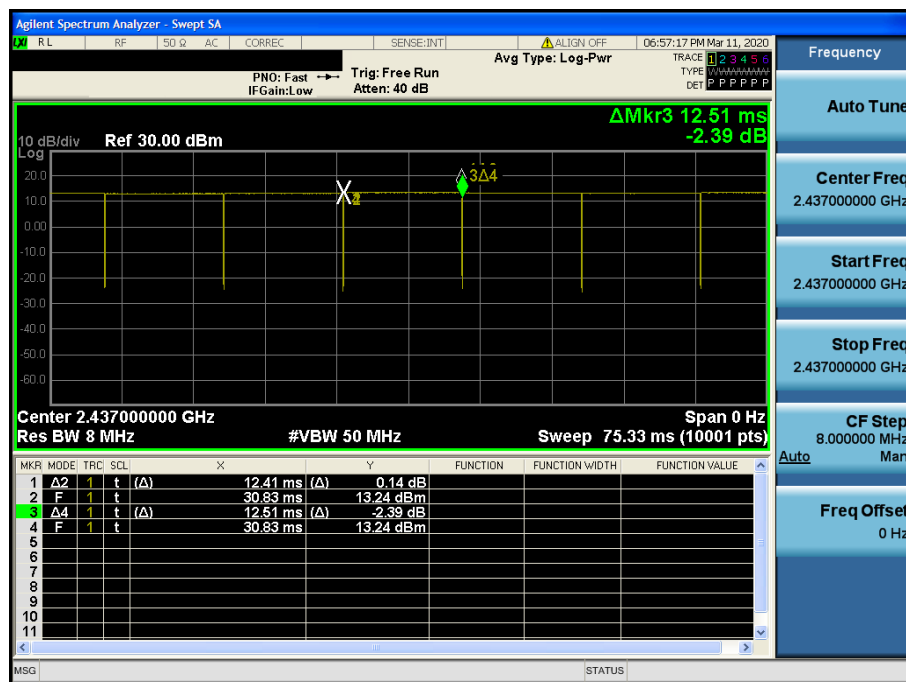 Agilent Spectrum Analyzer - Swept SA
LXI RL RF 50 Ω AC CORREC SENSE:INT ALIGN OFF 06:57:17 PM Mar 11, 2020
Avg Type: Log-Pwr
TRACE 1 2 3 4 5 6
TYPE WWWWWW
DET P P P P P P
PNO: Fast
IFGain:Low
Trig: Free Run
Atten: 40 dB
ΔMkr3 12.51 ms
-2.39 dB
10 dB/div Ref 30.00 dBm
Log
20.0
10.0
0.00
-10.0
-20.0
-30.0
-40.0
-50.0
-60.0
3Δ4
Center 2.437000000 GHz Span 0 Hz
Res BW 8 MHz #VBW 50 MHz Sweep 75.33 ms (10001 pts)
MKR MODE TRC SCL X Y FUNCTION FUNCTION WIDTH FUNCTION VALUE
1 Δ2 1 t (Δ) 12.41 ms (Δ) 0.14 dB
2 F 1 t 30.83 ms 13.24 dBm
3 Δ4 1 t (Δ) 12.51 ms (Δ) -2.39 dB
4 F 1 t 30.83 ms 13.24 dBm
5
6
7
8
9
10
11
MSG STATUS
Frequency
Auto Tune
Center Freq
2.437000000 GHz
Start Freq
2.437000000 GHz
Stop Freq
2.437000000 GHz
CF Step
8.000000 MHz
Auto Man
Freq Offset
0 Hz